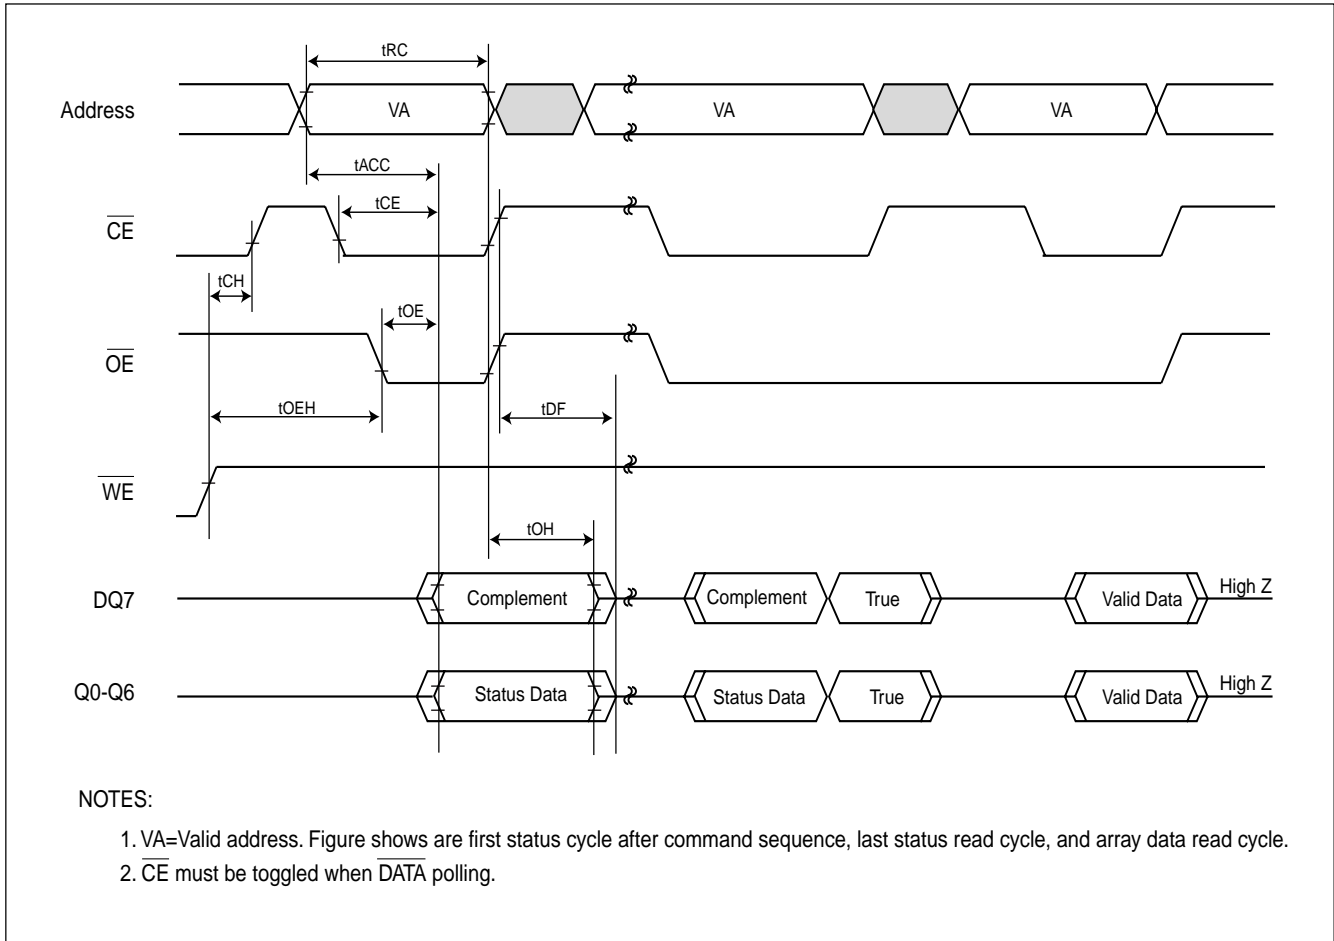 tRC
Address VA VA VA
tACC
tCE
CE
tCH
tOE
OE
tOEH tDF
WE
tOH
DQ7 Complement Complement True Valid Data High Z
Q0-Q6 Status Data Status Data True Valid Data High Z
NOTES:
1. VA=Valid address. Figure shows are first status cycle after command sequence, last status read cycle, and array data read cycle.
2. CE must be toggled when DATA polling.